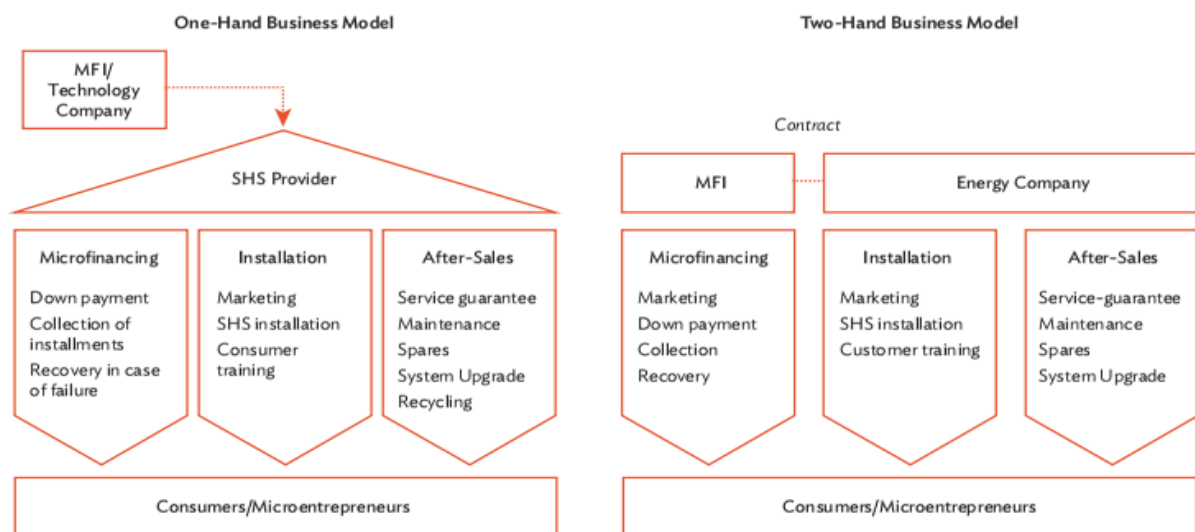 One-Hand Business Model
MFI/
Technology
Company
SHS Provider
Microfinancing
Down payment
Collection of
installments
Recovery in case
of failure
Installation
Marketing
SHS installation
Consumer
training
After-Sales
Service guarantee
Maintenance
Spares
System Upgrade
Recycling
Consumers/Microentrepreneurs
Two-Hand Business Model
Contract
MFI
Energy Company
Microfinancing
Marketing
Down payment
Collection
Recovery
Installation
Marketing
SHS installation
Customer training
After-Sales
Service-guarantee
Maintenance
Spares
System Upgrade
Consumers/Microentrepreneurs